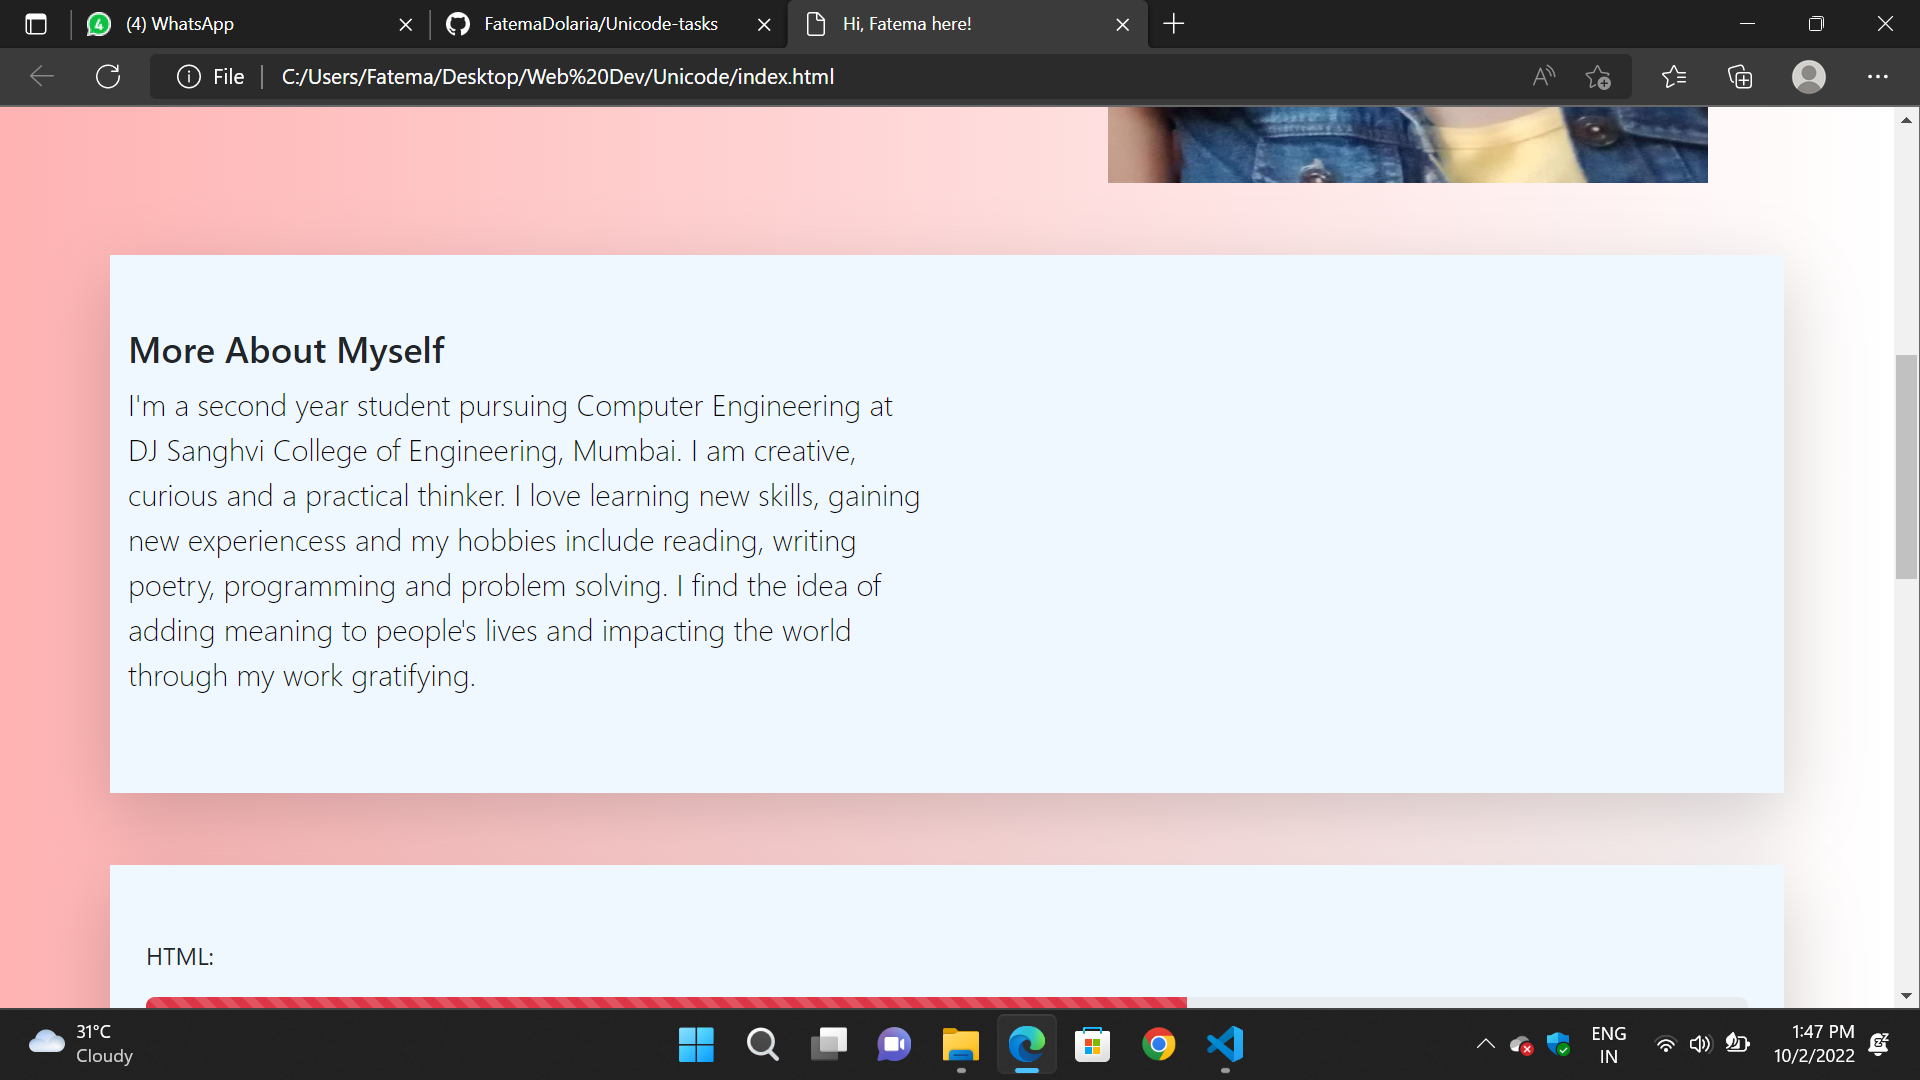 (4) WhatsApp
FatemaDolaria/Unicode-tasks
Hi, Fatema here!
File
C:/Users/Fatema/Desktop/Web%20Dev/Unicode/index.html
More About Myself
I'm a second year student pursuing Computer Engineering at
DJ Sanghvi College of Engineering, Mumbai. I am creative,
curious and a practical thinker. I love learning new skills, gaining
new experiencess and my hobbies include reading, writing
poetry, programming and problem solving. I find the idea of
adding meaning to people's lives and impacting the world
through my work gratifying.
HTML:
31°C
Cloudy
ENG
IN
1:47 PM
10/2/2022